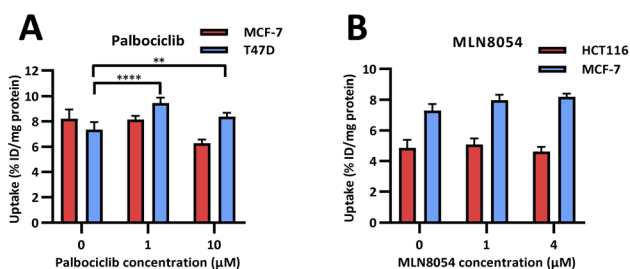 A
Palbociclib
MCF-7
T47D
**
****
Uptake (% ID/mg protein)
12
10
8
6
4
2
0
0 1 10
Palbociclib concentration (μM)
B
MLN8054
HCT116
MCF-7
Uptake (% ID/mg protein)
10
8
6
4
2
0
0 1 4
MLN8054 concentration (μM)